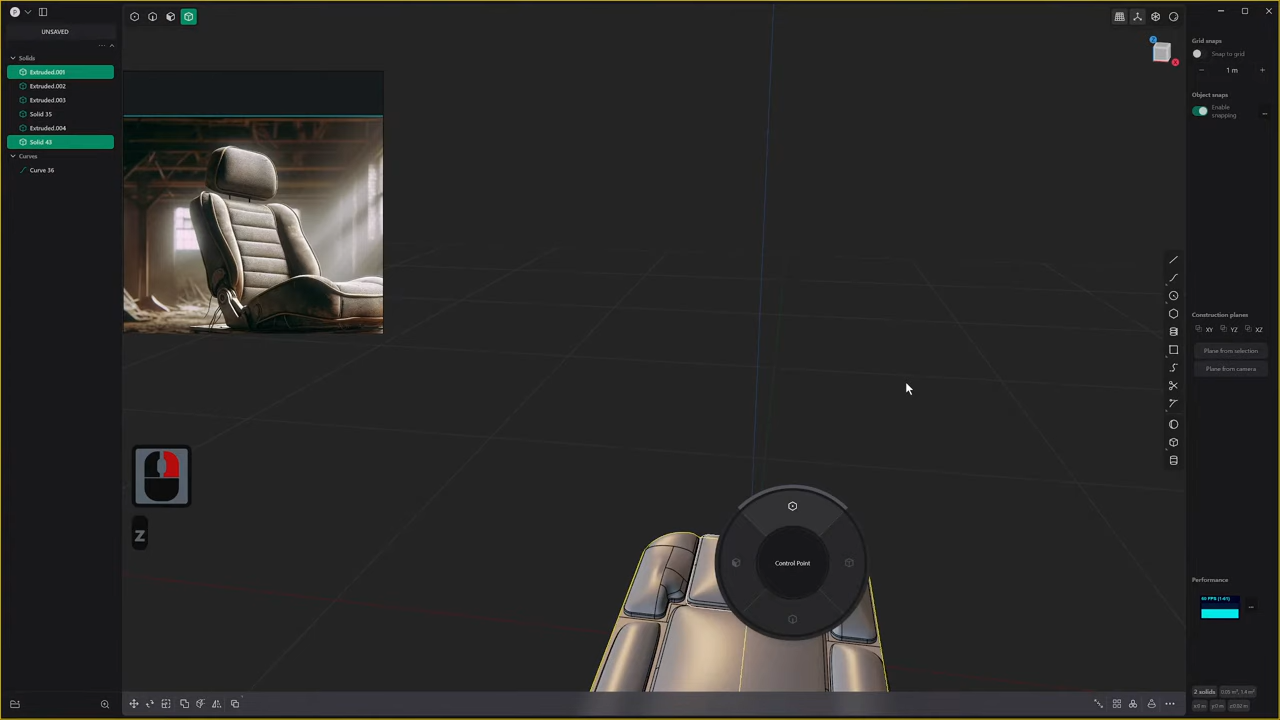 P
UNSAVED
Solids
Extruded.001
Extruded.002
Extruded.003
Solid 35
Extruded.004
Solid 43
Curves
Curve 36
Z
Control Point
Z
X
Grid snaps
Snap to grid
1 m
Object snaps
Enable
snapping
Construction planes
XY
YZ
XZ
Plane from selection
Plane from camera
Performance
2 solids